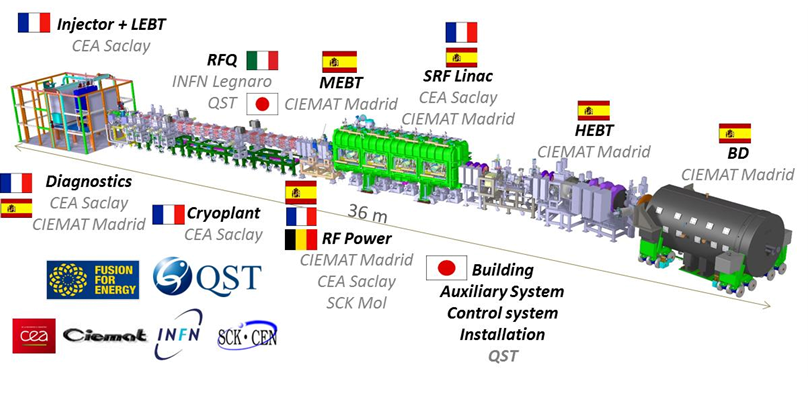 Injector + LEBT
CEA Saclay
RFQ
INFN Legnaro
QST
MEBT
CIEMAT Madrid
SRF Linac
CEA Saclay
CIEMAT Madrid
HEBT
CIEMAT Madrid
BD
CIEMAT Madrid
Diagnostics
CEA Saclay
CIEMAT Madrid
Cryoplant
CEA Saclay
36 m
RF Power
CIEMAT Madrid
CEA Saclay
SCK Mol
Building
Auxiliary System
Control system
Installation
QST
FUSION
FOR
ENERGY
QST
cea
Ciemat
INFN
SCK•CEN